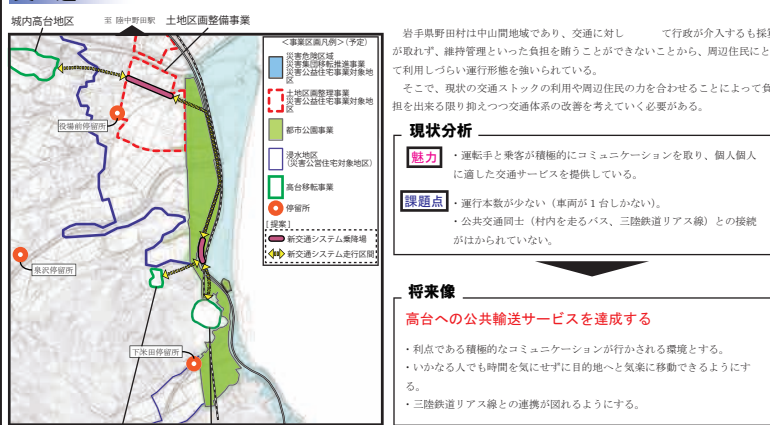 城内高台地区
至 陸中野田駅
土地区画整備事業
＜事業区画凡例＞(予定)
災害危険区域
災害集団移転推進事業
災害公益住宅事業対象地
区
土地区画整理事業
災害公益住宅事業対象地
区
都市公園事業
浸水地区
(災害公営住宅対象地区)
高台移転事業
停留所
[ 提案 ]
新交通システム乗降場
新交通システム走行区間
役場前停留所
泉沢停留所
下米田停留所
岩手県野田村は中山間地域であり、交通に対し　　　て行政が介入するも採算
が取れず、維持管理といった負担を賄うことができないことから、周辺住民にと
て利用しづらい運行形態を強いられている。
そこで、現状の交通ストックの利用や周辺住民の力を合わせることによって負
担を出来る限り抑えつつ交通体系の改善を考えていく必要がある。
現状分析
魅力
・運転手と乗客が積極的にコミュニケーションを取り、個人個人
に適した交通サービスを提供している。
課題点
・運行本数が少ない（車両が 1 台しかない）。
・公共交通同士（村内を走るバス、三陸鉄道リアス線）との接続
がはかられていない。
将来像
高台への公共輸送サービスを達成する
・利点である積極的なコミュニケーションが行かされる環境とする。
・いかなる人でも時間を気にせずに目的地へと気楽に移動できるようにす
る。
・三陸鉄道リアス線との連携が図れるようにする。